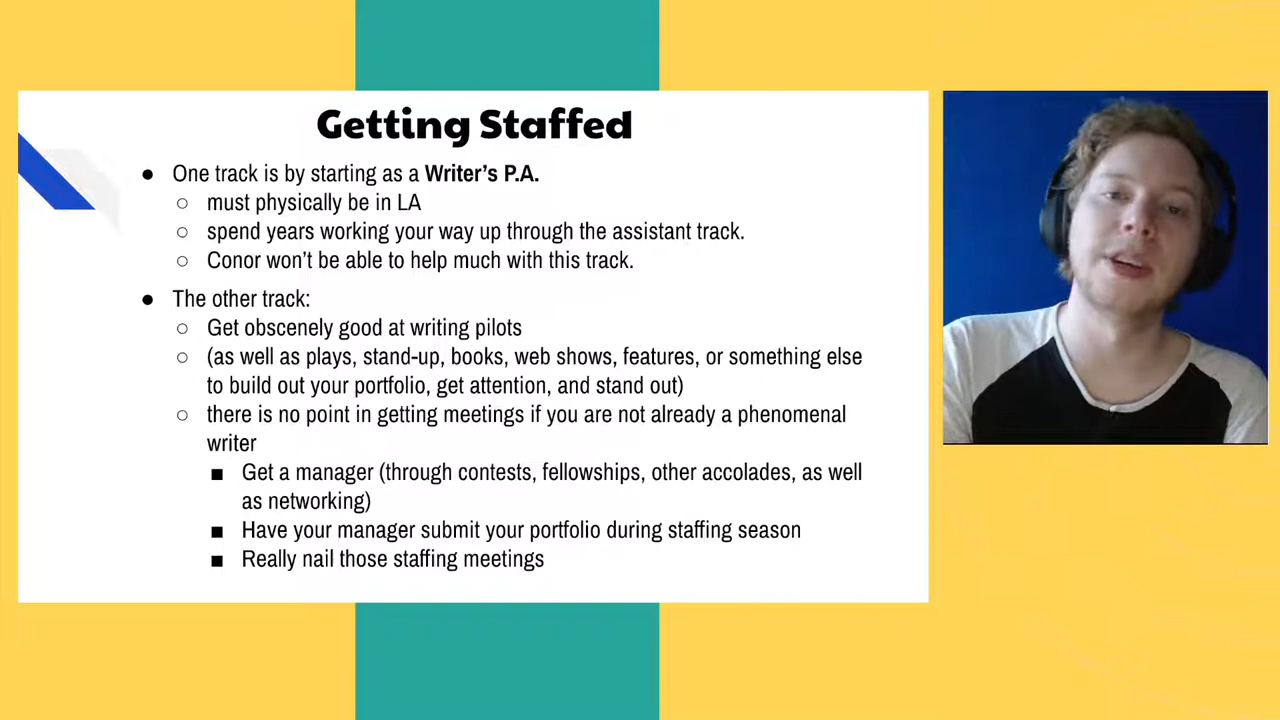 Getting Staffed
● One track is by starting as a Writer's P.A.
○ must physically be in LA
○ spend years working your way up through the assistant track.
○ Conor won't be able to help much with this track.
● The other track:
○ Get obscenely good at writing pilots
○ (as well as plays, stand-up, books, web shows, features, or something else
to build out your portfolio, get attention, and stand out)
○ there is no point in getting meetings if you are not already a phenomenal
writer
■ Get a manager (through contests, fellowships, other accolades, as well
as networking)
■ Have your manager submit your portfolio during staffing season
■ Really nail those staffing meetings